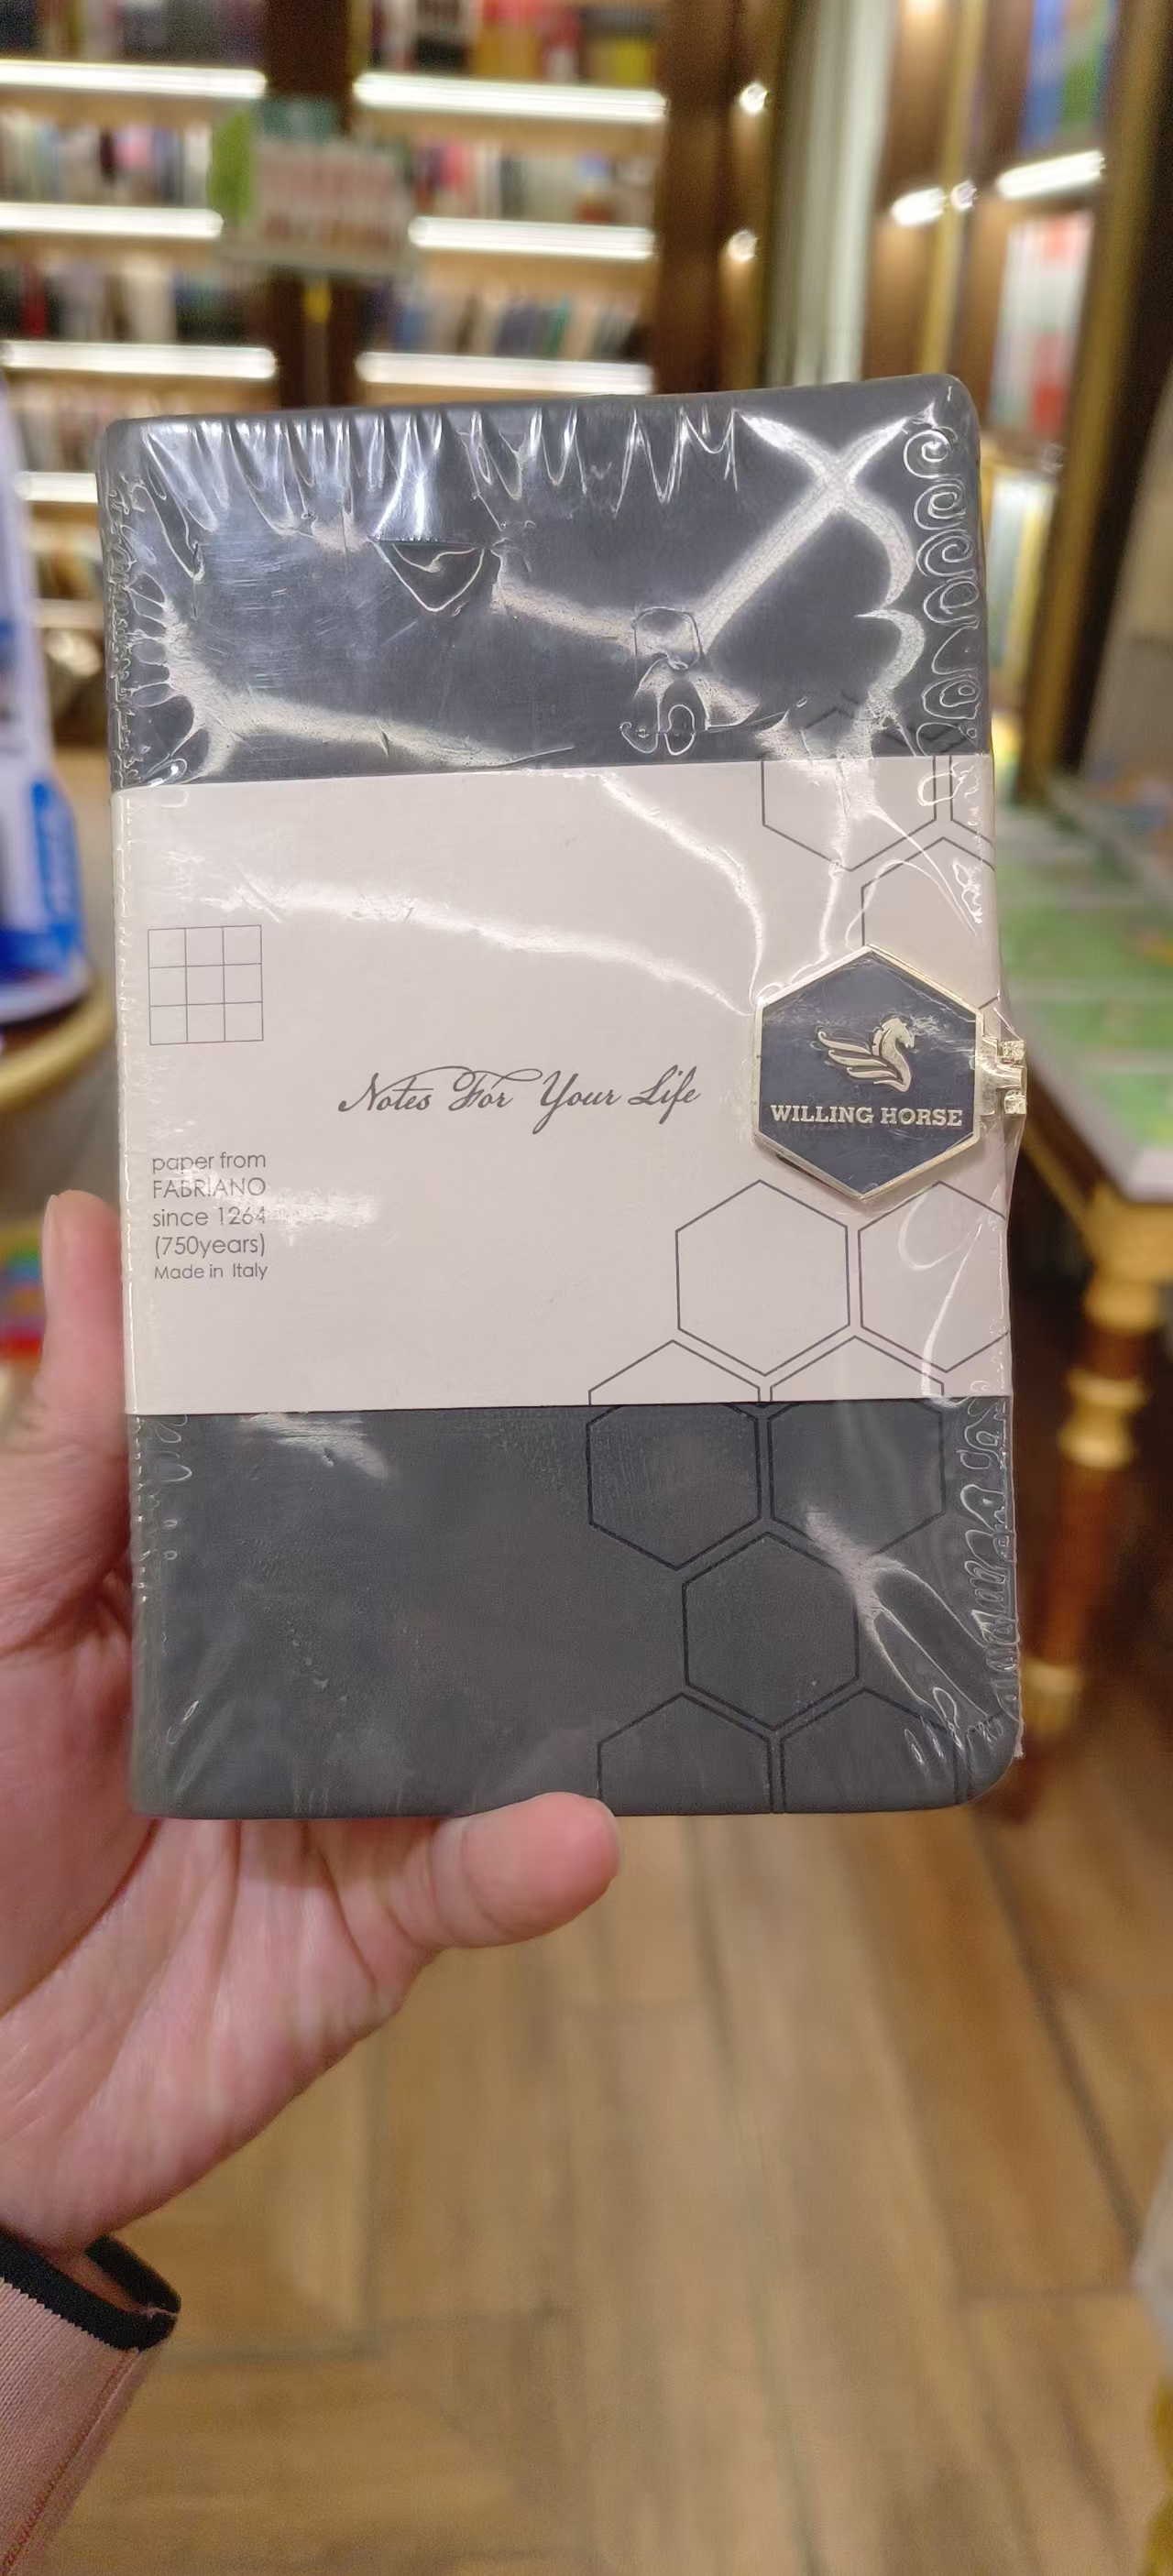 Notes For Your Life
WILLING HORSE
paper from
FABRIANO
since 1264
(750years)
Made in Italy